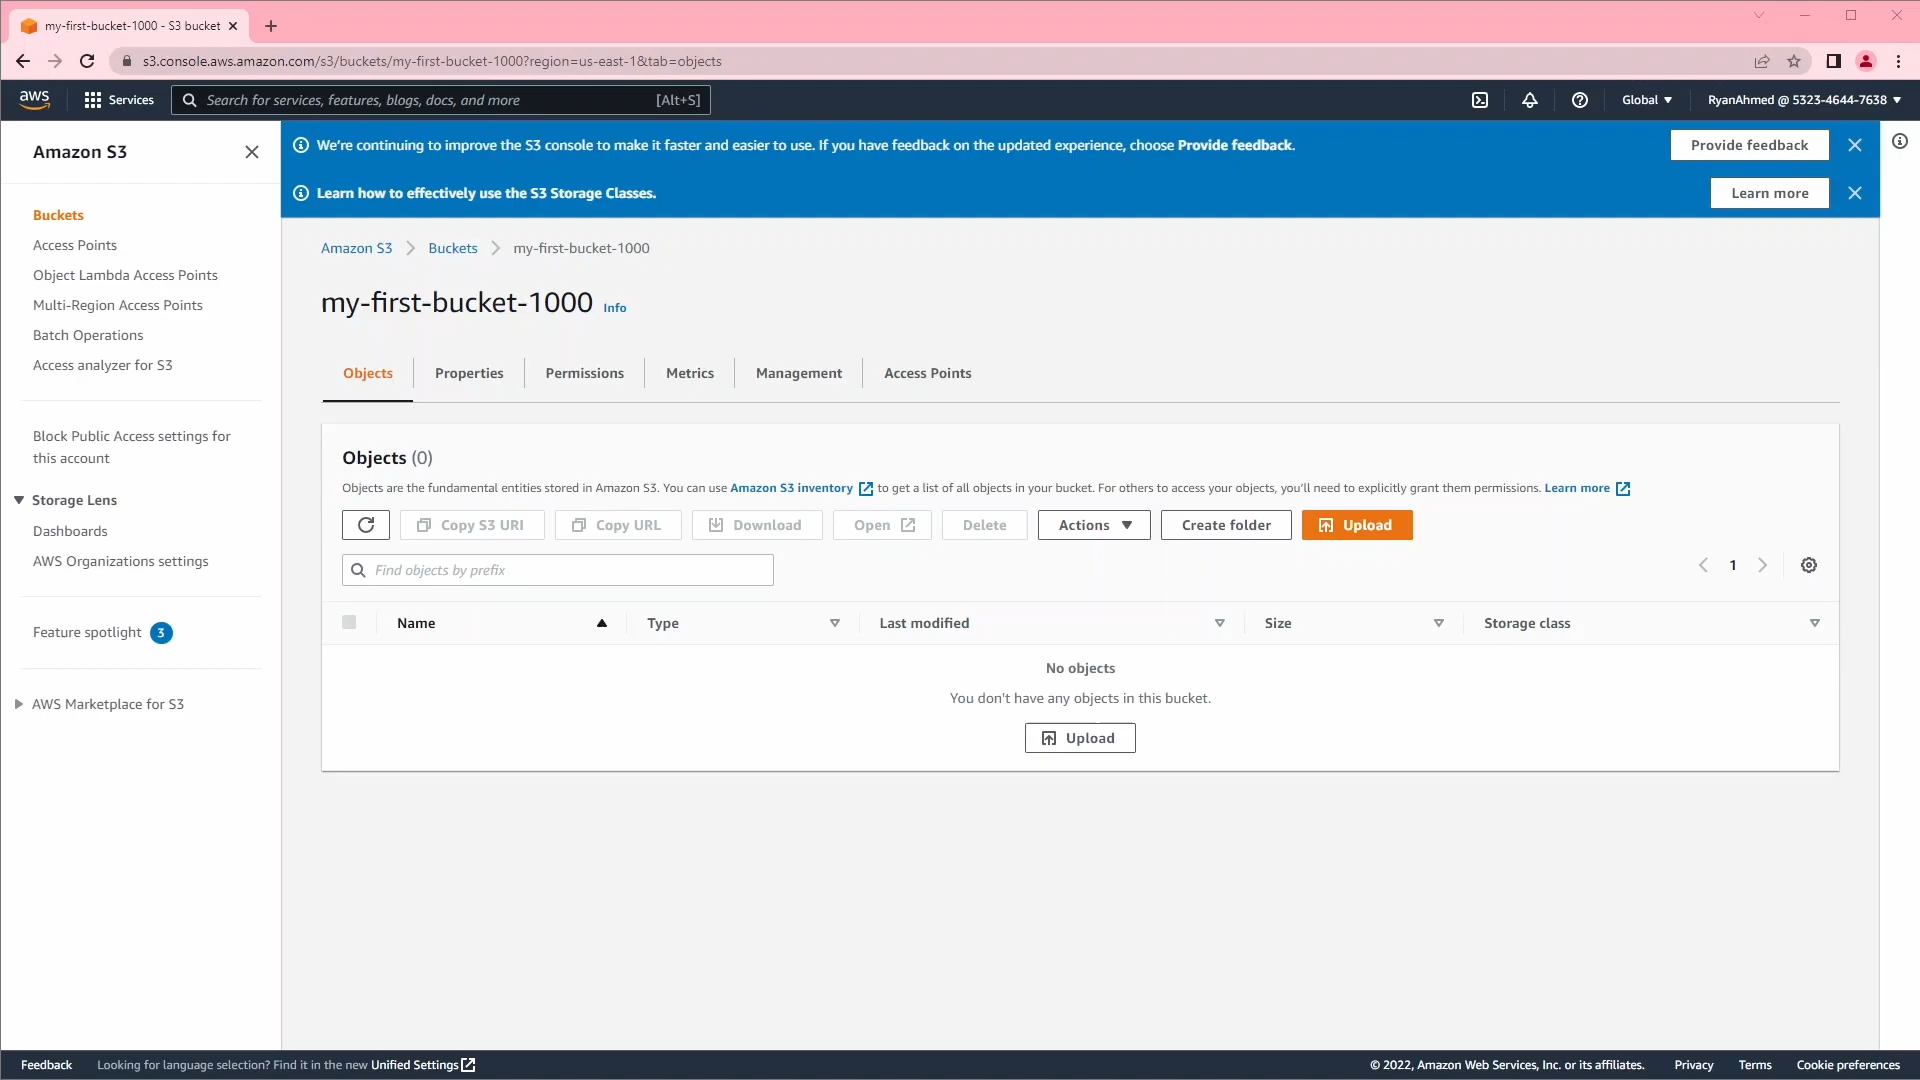 my-first-bucket-1000 - S3 bucket
s3.console.aws.amazon.com/s3/buckets/my-first-bucket-1000?region=us-east-1&tab=objects
aws
Services
Search for services, features, blogs, docs, and more
[Alt+S]
Global
RyanAhmed @ 5323-4644-7638
Amazon S3
Buckets
Access Points
Object Lambda Access Points
Multi-Region Access Points
Batch Operations
Access analyzer for S3
Block Public Access settings for
this account
Storage Lens
Dashboards
AWS Organizations settings
Feature spotlight 3
AWS Marketplace for S3
We're continuing to improve the S3 console to make it faster and easier to use. If you have feedback on the updated experience, choose Provide feedback.
Provide feedback
Learn how to effectively use the S3 Storage Classes.
Learn more
Amazon S3 Buckets my-first-bucket-1000
my-first-bucket-1000 Info
Objects
Properties
Permissions
Metrics
Management
Access Points
Objects (0)
Objects are the fundamental entities stored in Amazon S3. You can use Amazon S3 inventory to get a list of all objects in your bucket. For others to access your objects, you'll need to explicitly grant them permissions. Learn more
Copy S3 URI
Copy URL
Download
Open
Delete
Actions
Create folder
Upload
Find objects by prefix
1
Name
Type
Last modified
Size
Storage class
No objects
You don't have any objects in this bucket.
Upload
Feedback
Looking for language selection? Find it in the new Unified Settings
© 2022, Amazon Web Services, Inc. or its affiliates.
Privacy
Terms
Cookie preferences